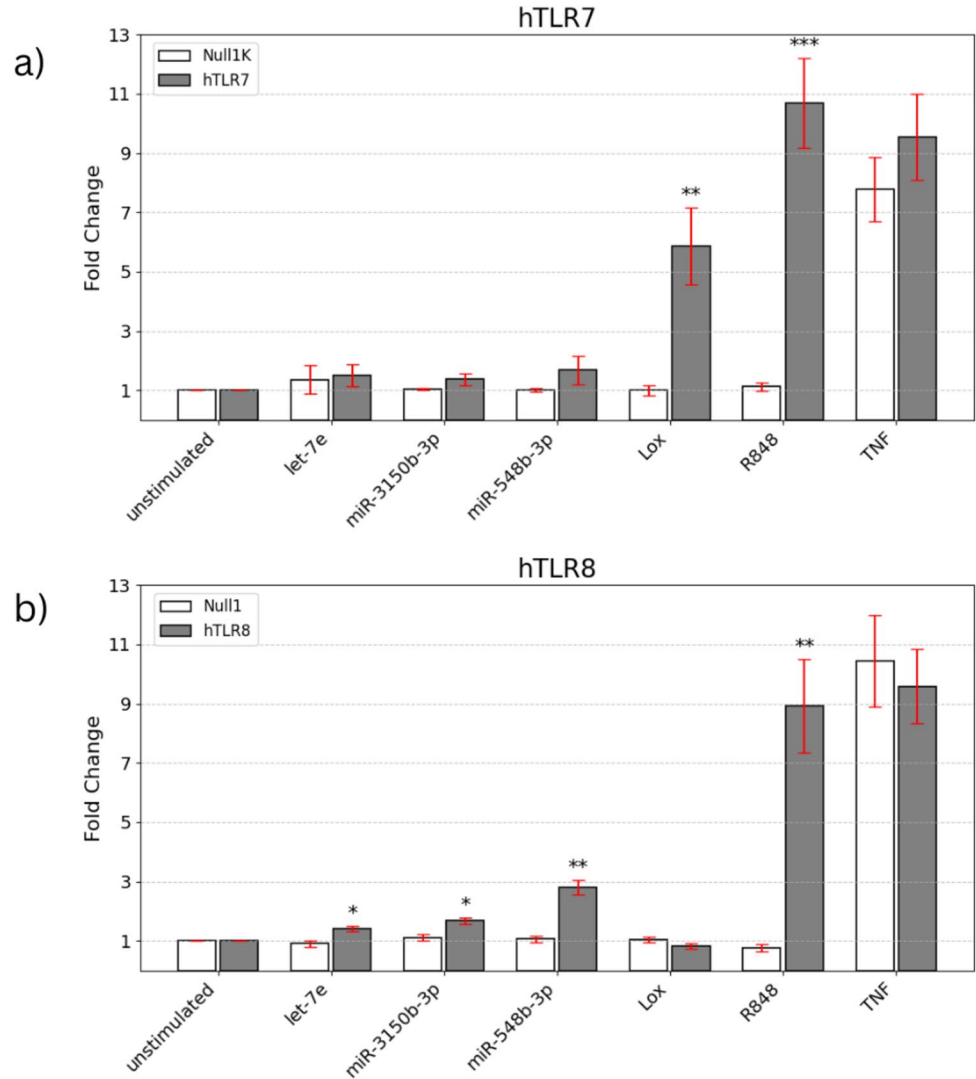 hTLR7
a)
13
11
9
7
5
3
1
Fold Change
Null1K
hTLR7
**
***
unstimulated
let-7e
miR-3150b-3p
miR-548b-3p
Lox
R848
TNF
hTLR8
b)
13
11
9
7
5
3
1
Fold Change
Null1
hTLR8
*
*
**
**
unstimulated
let-7e
miR-3150b-3p
miR-548b-3p
Lox
R848
TNF